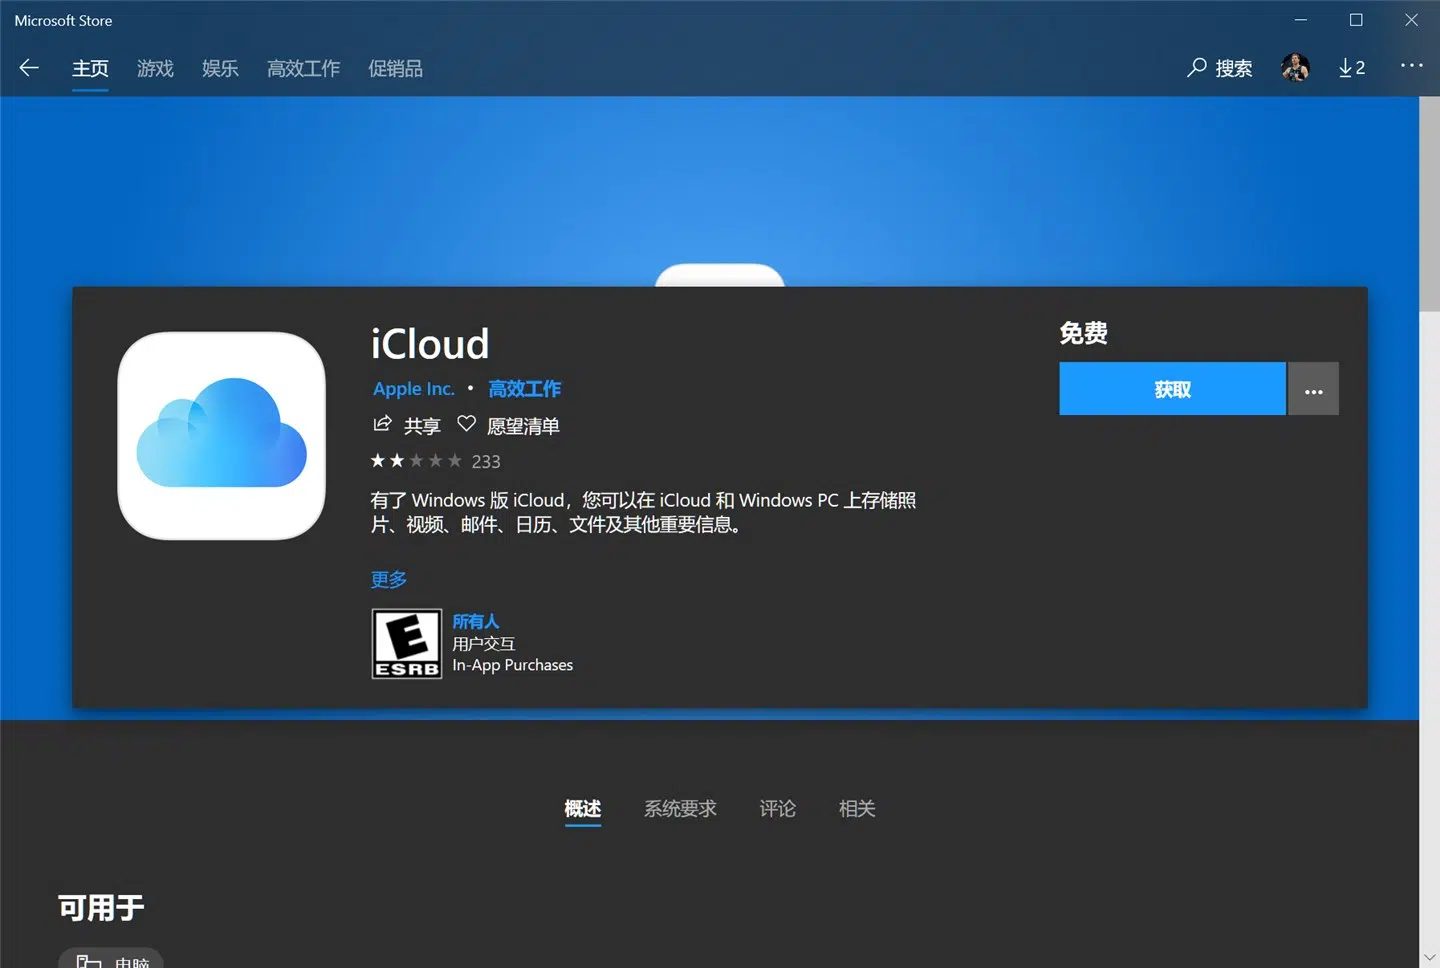 Microsoft Store
主页 游戏 娱乐 高效工作 促销品 搜索 2
iCloud
免费
Apple Inc. • 高效工作
获取
共享 愿望清单
233
有了 Windows 版 iCloud，您可以在 iCloud 和 Windows PC 上存储照
片、视频、邮件、日历、文件及其他重要信息。
更多
E
ESRB
所有人
用户交互
In-App Purchases
概述 系统要求 评论 相关
可用于
电脑